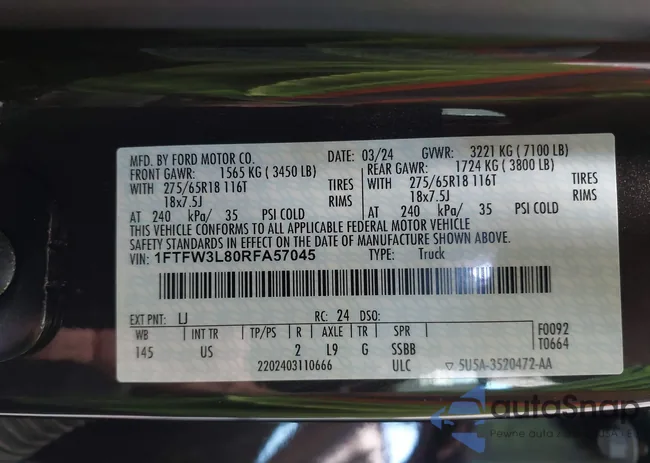 MFD. BY FORD MOTOR CO. DATE: 03/24 GVWR: 3221 KG ( 7100 LB)
FRONT GAWR: 1565 KG ( 3450 LB) REAR GAWR: 1724 KG ( 3800 LB)
WITH 275/65R18 116T TIRES WITH 275/65R18 116T TIRES
18x7.5J RIMS 18x7.5J RIMS
AT 240 kPa/ 35 PSI COLD AT 240 kPa/ 35 PSI COLD
THIS VEHICLE CONFORMS TO ALL APPLICABLE FEDERAL MOTOR VEHICLE
SAFETY STANDARDS IN EFFECT ON THE DATE OF MANUFACTURE SHOWN ABOVE.
VIN: 1FTFW3L80RFA57045 TYPE: Truck
EXT PNT: U RC: 24 DSO:
WB INT TR TP/PS R AXLE TR SPR F0092
145 US 2 L9 G SSBB T0664
2202403110666 ULC 5U5A-3520472-AA
autoSnap
Pewne auta z USA